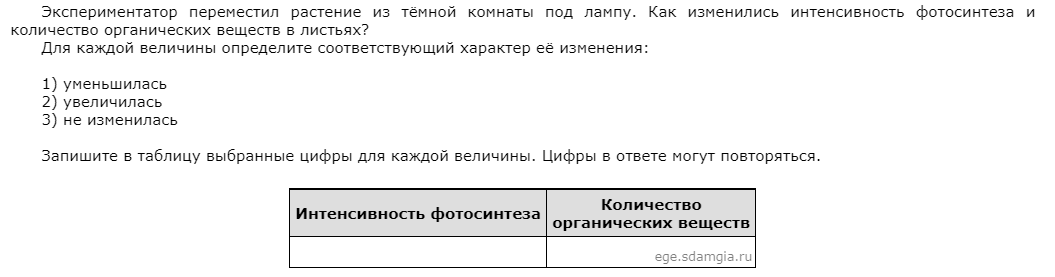 Экспериментатор переместил растение из тёмной комнаты под лампу. Как изменились интенсивность фотосинтеза и
количество органических веществ в листьях?
Для каждой величины определите соответствующий характер её изменения:
1) уменьшилась
2) увеличилась
3) не изменилась
Запишите в таблицу выбранные цифры для каждой величины. Цифры в ответе могут повторяться.
Интенсивность фотосинтеза
Количество
органических веществ
ege.sdamgia.ru